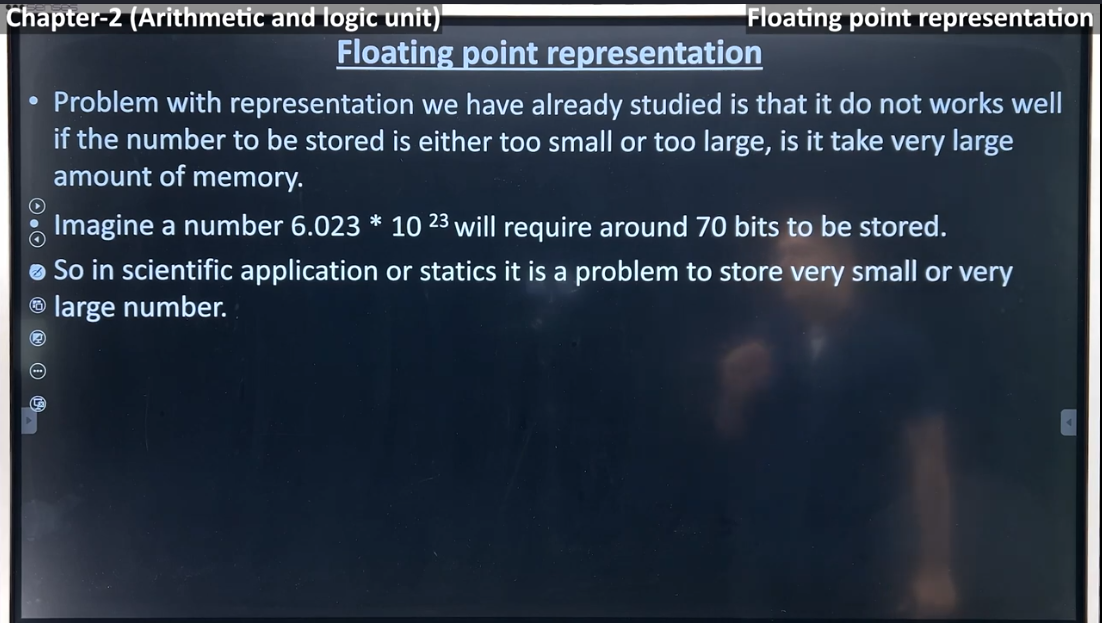 Chapter-2 (Arithmetic and logic unit)
Floating point representation
Floating point representation
• Problem with representation we have already studied is that it do not works well
if the number to be stored is either too small or too large, is it take very large
amount of memory.
• Imagine a number 6.023 * 10 23 will require around 70 bits to be stored.
So in scientific application or statics it is a problem to store very small or very
large number.